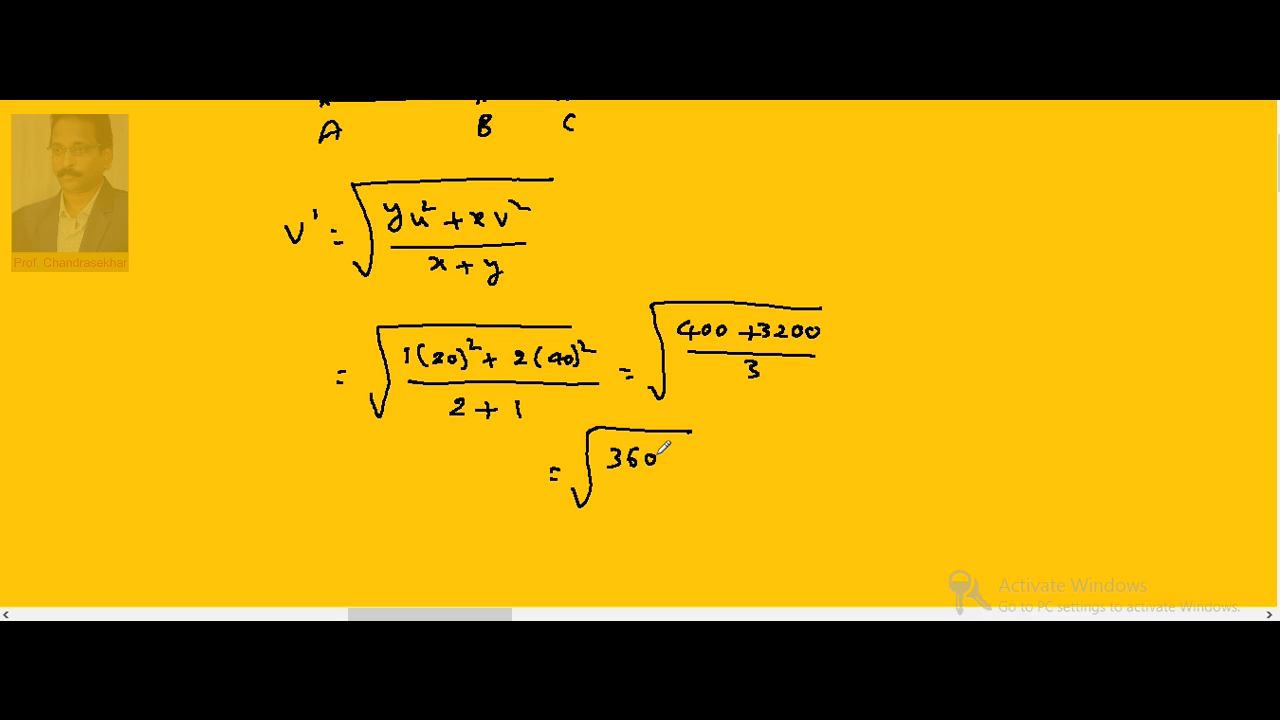 A B C
Prof. Chandrasekhar
v' = √((yu² + xv²)/(x + y))
= √((1(20)² + 2(40)²)/(2 + 1)) = √((400 + 3200)/3)
= √(360
Activate Windows
Go to PC settings to activate Windows.